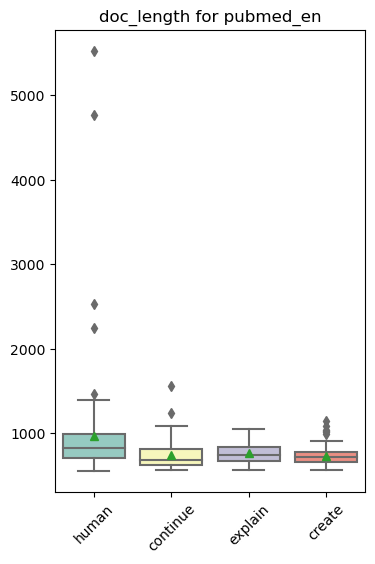 doc_length for pubmed_en
5000
4000
3000
2000
1000
human
continue
explain
create